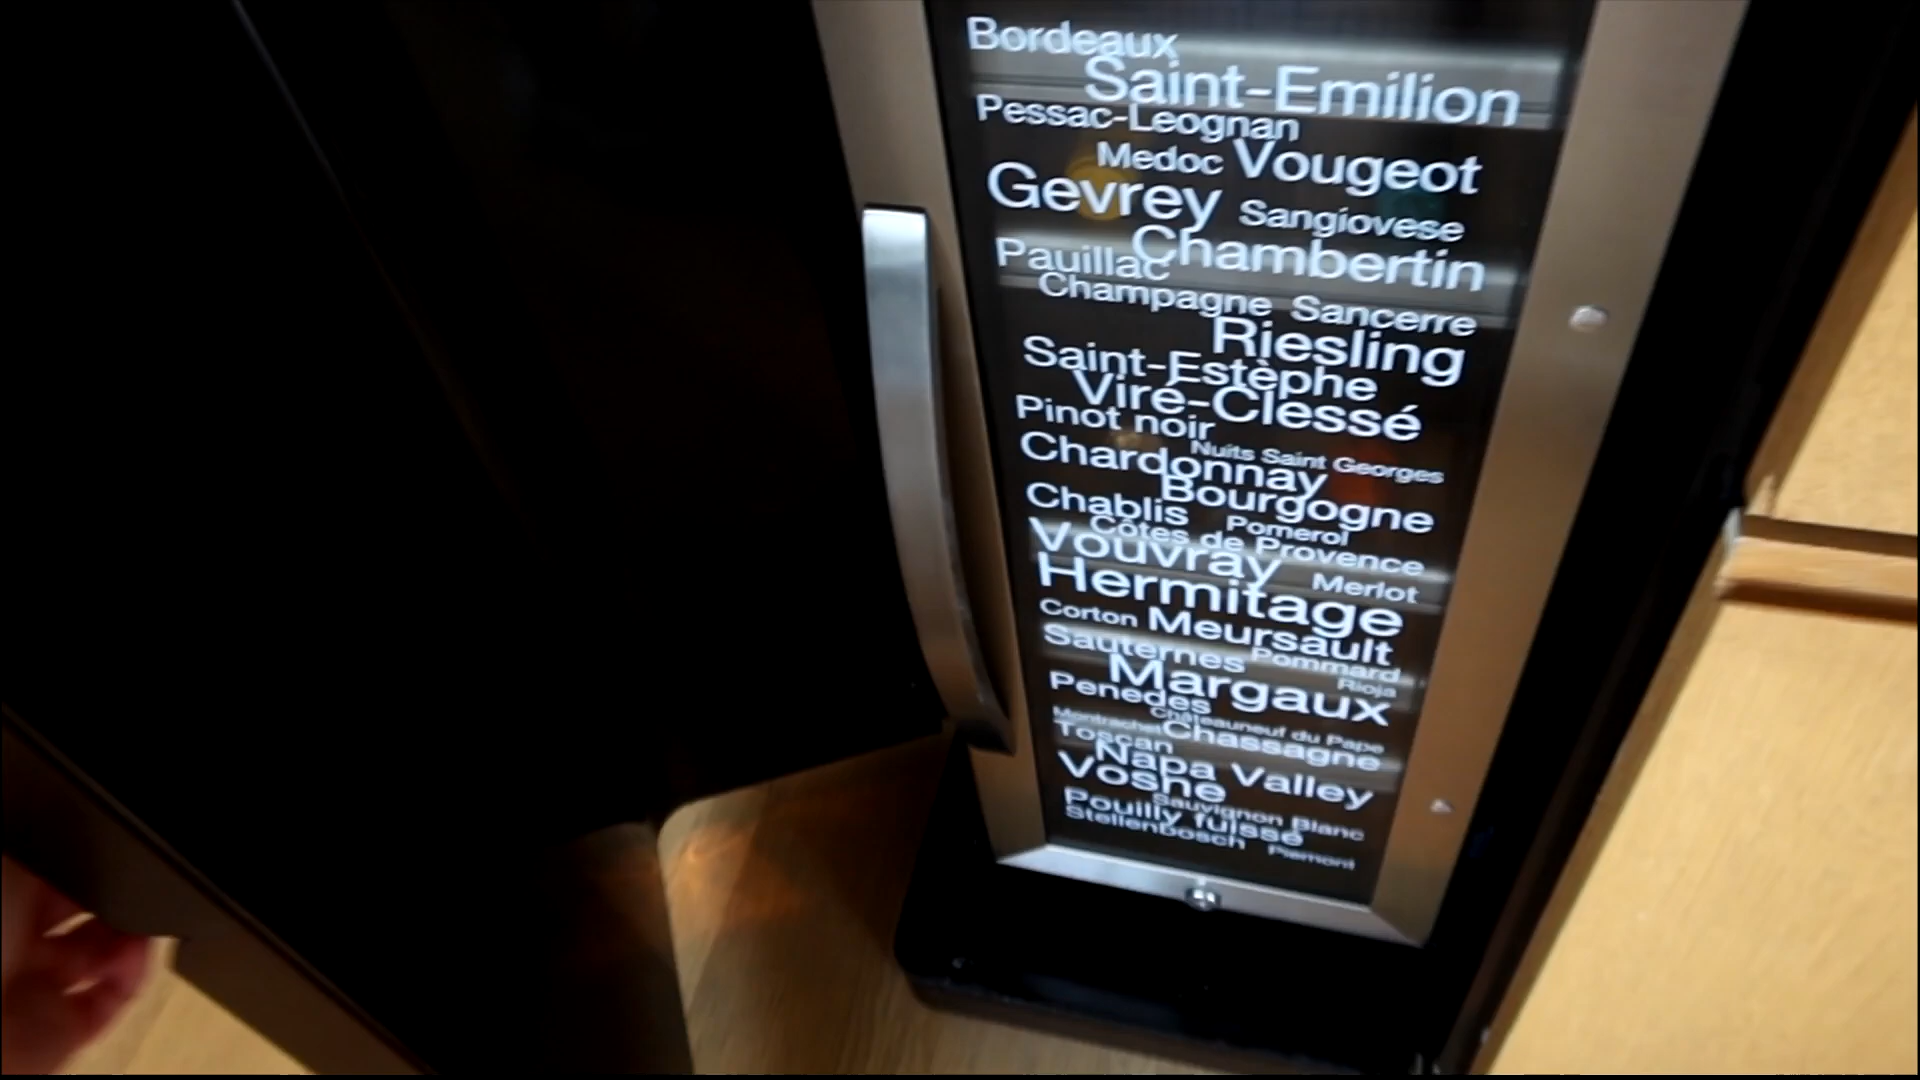 Bordeaux
Saint-Emilion
Pessac-Leognan
Medoc Vougeot
Gevrey Sangiovese
Chambertin
Pauillac
Champagne Sancerre
Riesling
Saint-Estèphe
Viré-Clessé
Pinot noir
Nuits Saint Georges
Chardonnay
Bourgogne
Chablis Pomerol
Côtes de Provence
Vouvray Merlot
Hermitage
Corton Meursault
Sauternes Pommard
Rioja
Margaux
Penedes
Châteauneuf du Pape
Montrachet Chassagne
Toscan
Napa Valley
Vosne
Sauvignon Blanc
Pouilly fuissé
Stellenbosch Piemont